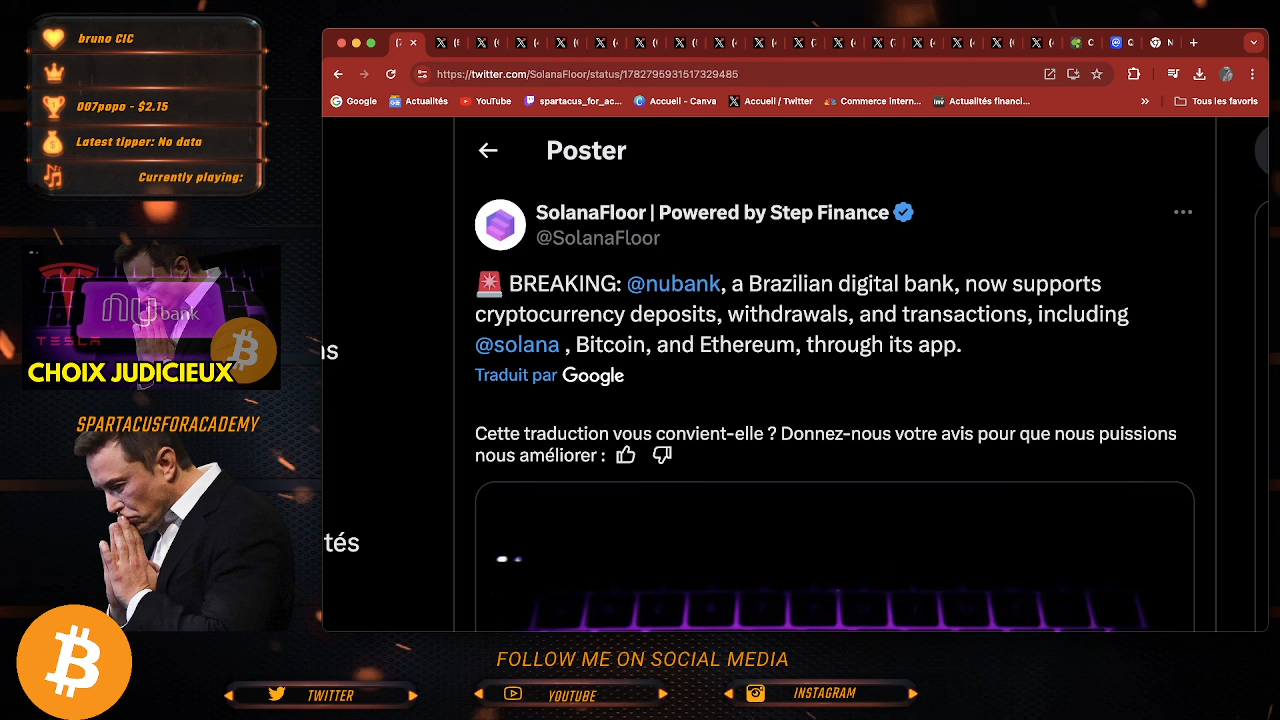 bruno CIC
007popo - $2.15
Latest tipper: No data
Currently playing:
https://twitter.com/SolanaFloor/status/1782795931517329485
Google
Actualités
YouTube
spartacus_for_ac...
Accueil - Canva
Accueil / Twitter
Commerce intern...
Actualités financi...
Tous les favoris
Poster
SolanaFloor | Powered by Step Finance
@SolanaFloor
BREAKING: @nubank, a Brazilian digital bank, now supports
cryptocurrency deposits, withdrawals, and transactions, including
@solana , Bitcoin, and Ethereum, through its app.
Traduit par Google
Cette traduction vous convient-elle ? Donnez-nous votre avis pour que nous puissions
nous améliorer :
tés
TESLA
nu bank
CHOIX JUDICIEUX
SPARTACUSFORACADEMY
FOLLOW ME ON SOCIAL MEDIA
TWITTER
YOUTUBE
INSTAGRAM